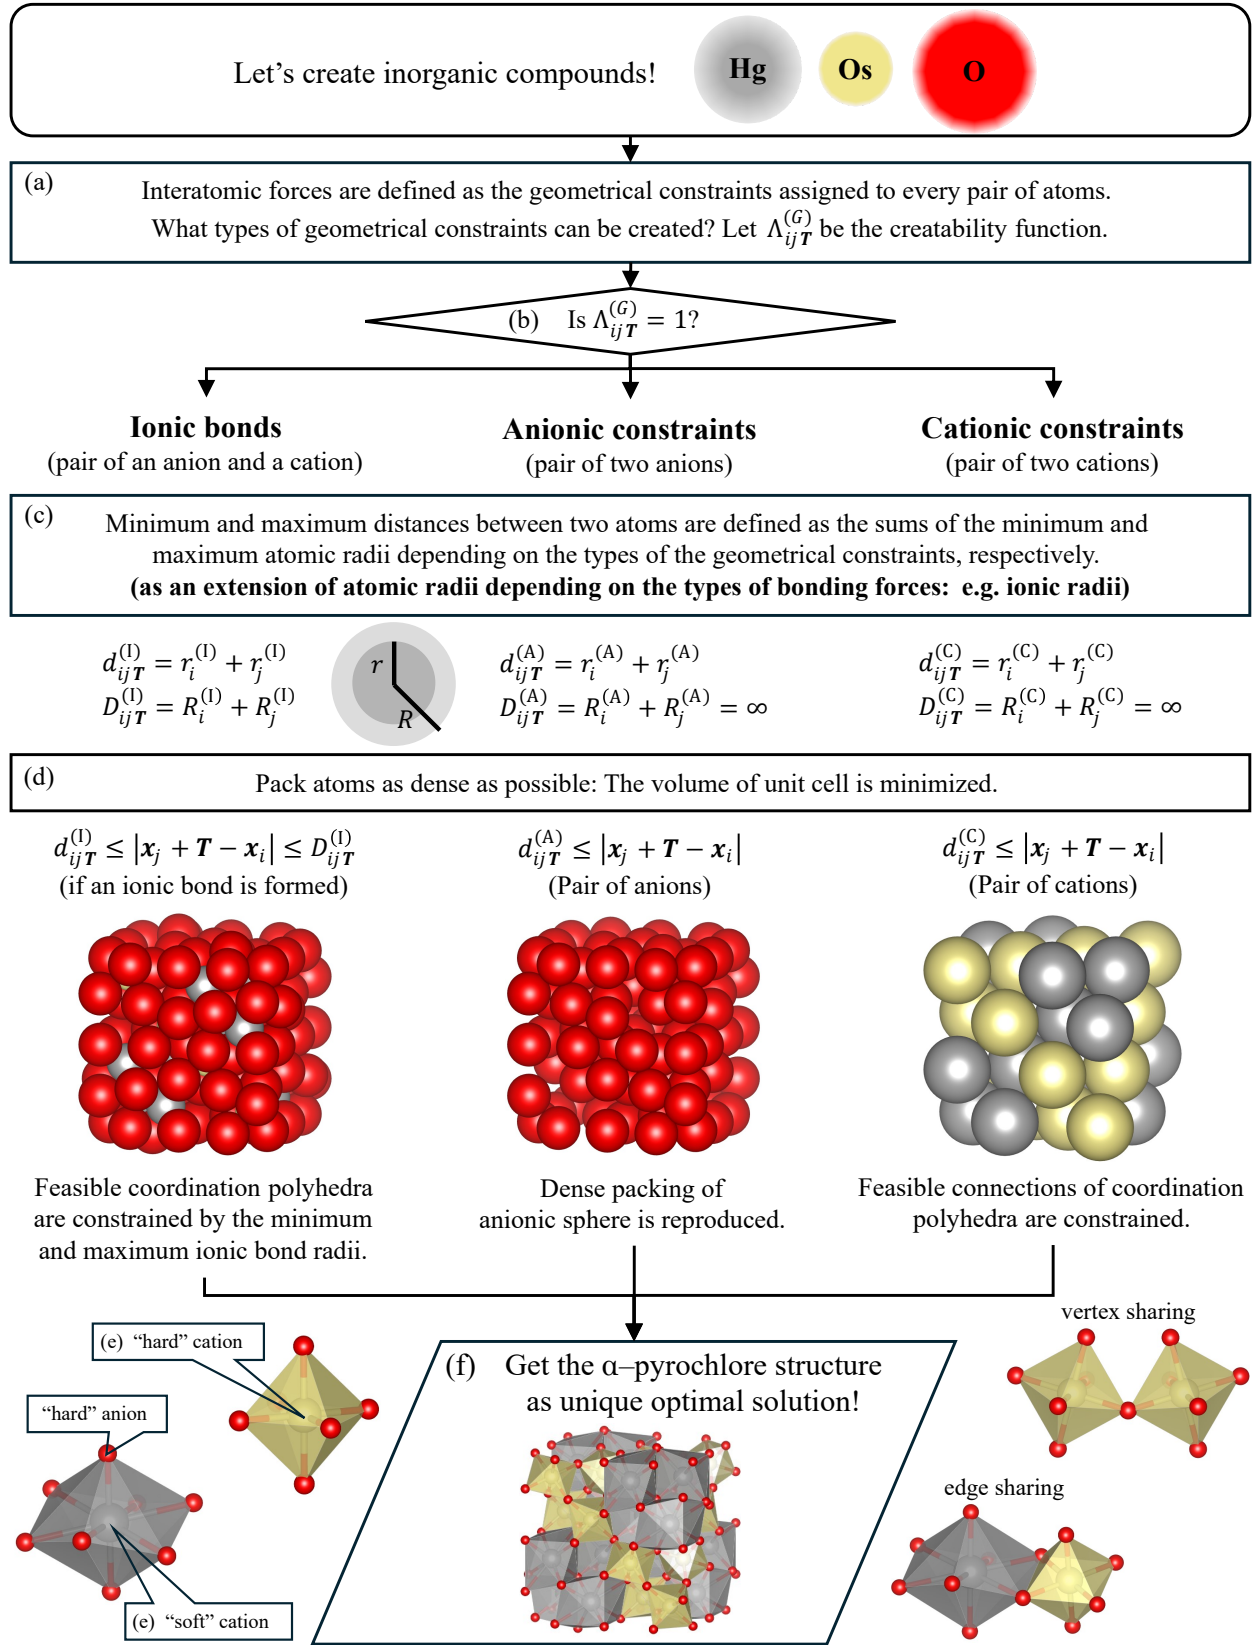 Let's create inorganic compounds!
Hg
Os
O
(a)
Interatomic forces are defined as the geometrical constraints assigned to every pair of atoms.
What types of geometrical constraints can be created? Let Λ_{ijT}^{(G)} be the creatability function.
(b) Is Λ_{ijT}^{(G)} = 1?
Ionic bonds
(pair of an anion and a cation)
Anionic constraints
(pair of two anions)
Cationic constraints
(pair of two cations)
(c)
Minimum and maximum distances between two atoms are defined as the sums of the minimum and
maximum atomic radii depending on the types of the geometrical constraints, respectively.
(as an extension of atomic radii depending on the types of bonding forces: e.g. ionic radii)
d_{ijT}^{(I)} = r_i^{(I)} + r_j^{(I)}
D_{ijT}^{(I)} = R_i^{(I)} + R_j^{(I)}
r
R
d_{ijT}^{(A)} = r_i^{(A)} + r_j^{(A)}
D_{ijT}^{(A)} = R_i^{(A)} + R_j^{(A)} = ∞
d_{ijT}^{(C)} = r_i^{(C)} + r_j^{(C)}
D_{ijT}^{(C)} = R_i^{(C)} + R_j^{(C)} = ∞
(d)
Pack atoms as dense as possible: The volume of unit cell is minimized.
d_{ijT}^{(I)} ≤ |x_j + T − x_i| ≤ D_{ijT}^{(I)}
(if an ionic bond is formed)
d_{ijT}^{(A)} ≤ |x_j + T − x_i|
(Pair of anions)
d_{ijT}^{(C)} ≤ |x_j + T − x_i|
(Pair of cations)
Feasible coordination polyhedra
are constrained by the minimum
and maximum ionic bond radii.
Dense packing of
anionic sphere is reproduced.
Feasible connections of coordination
polyhedra are constrained.
(e) “hard” cation
“hard” anion
(e) “soft” cation
(f) Get the α–pyrochlore structure
as unique optimal solution!
vertex sharing
edge sharing